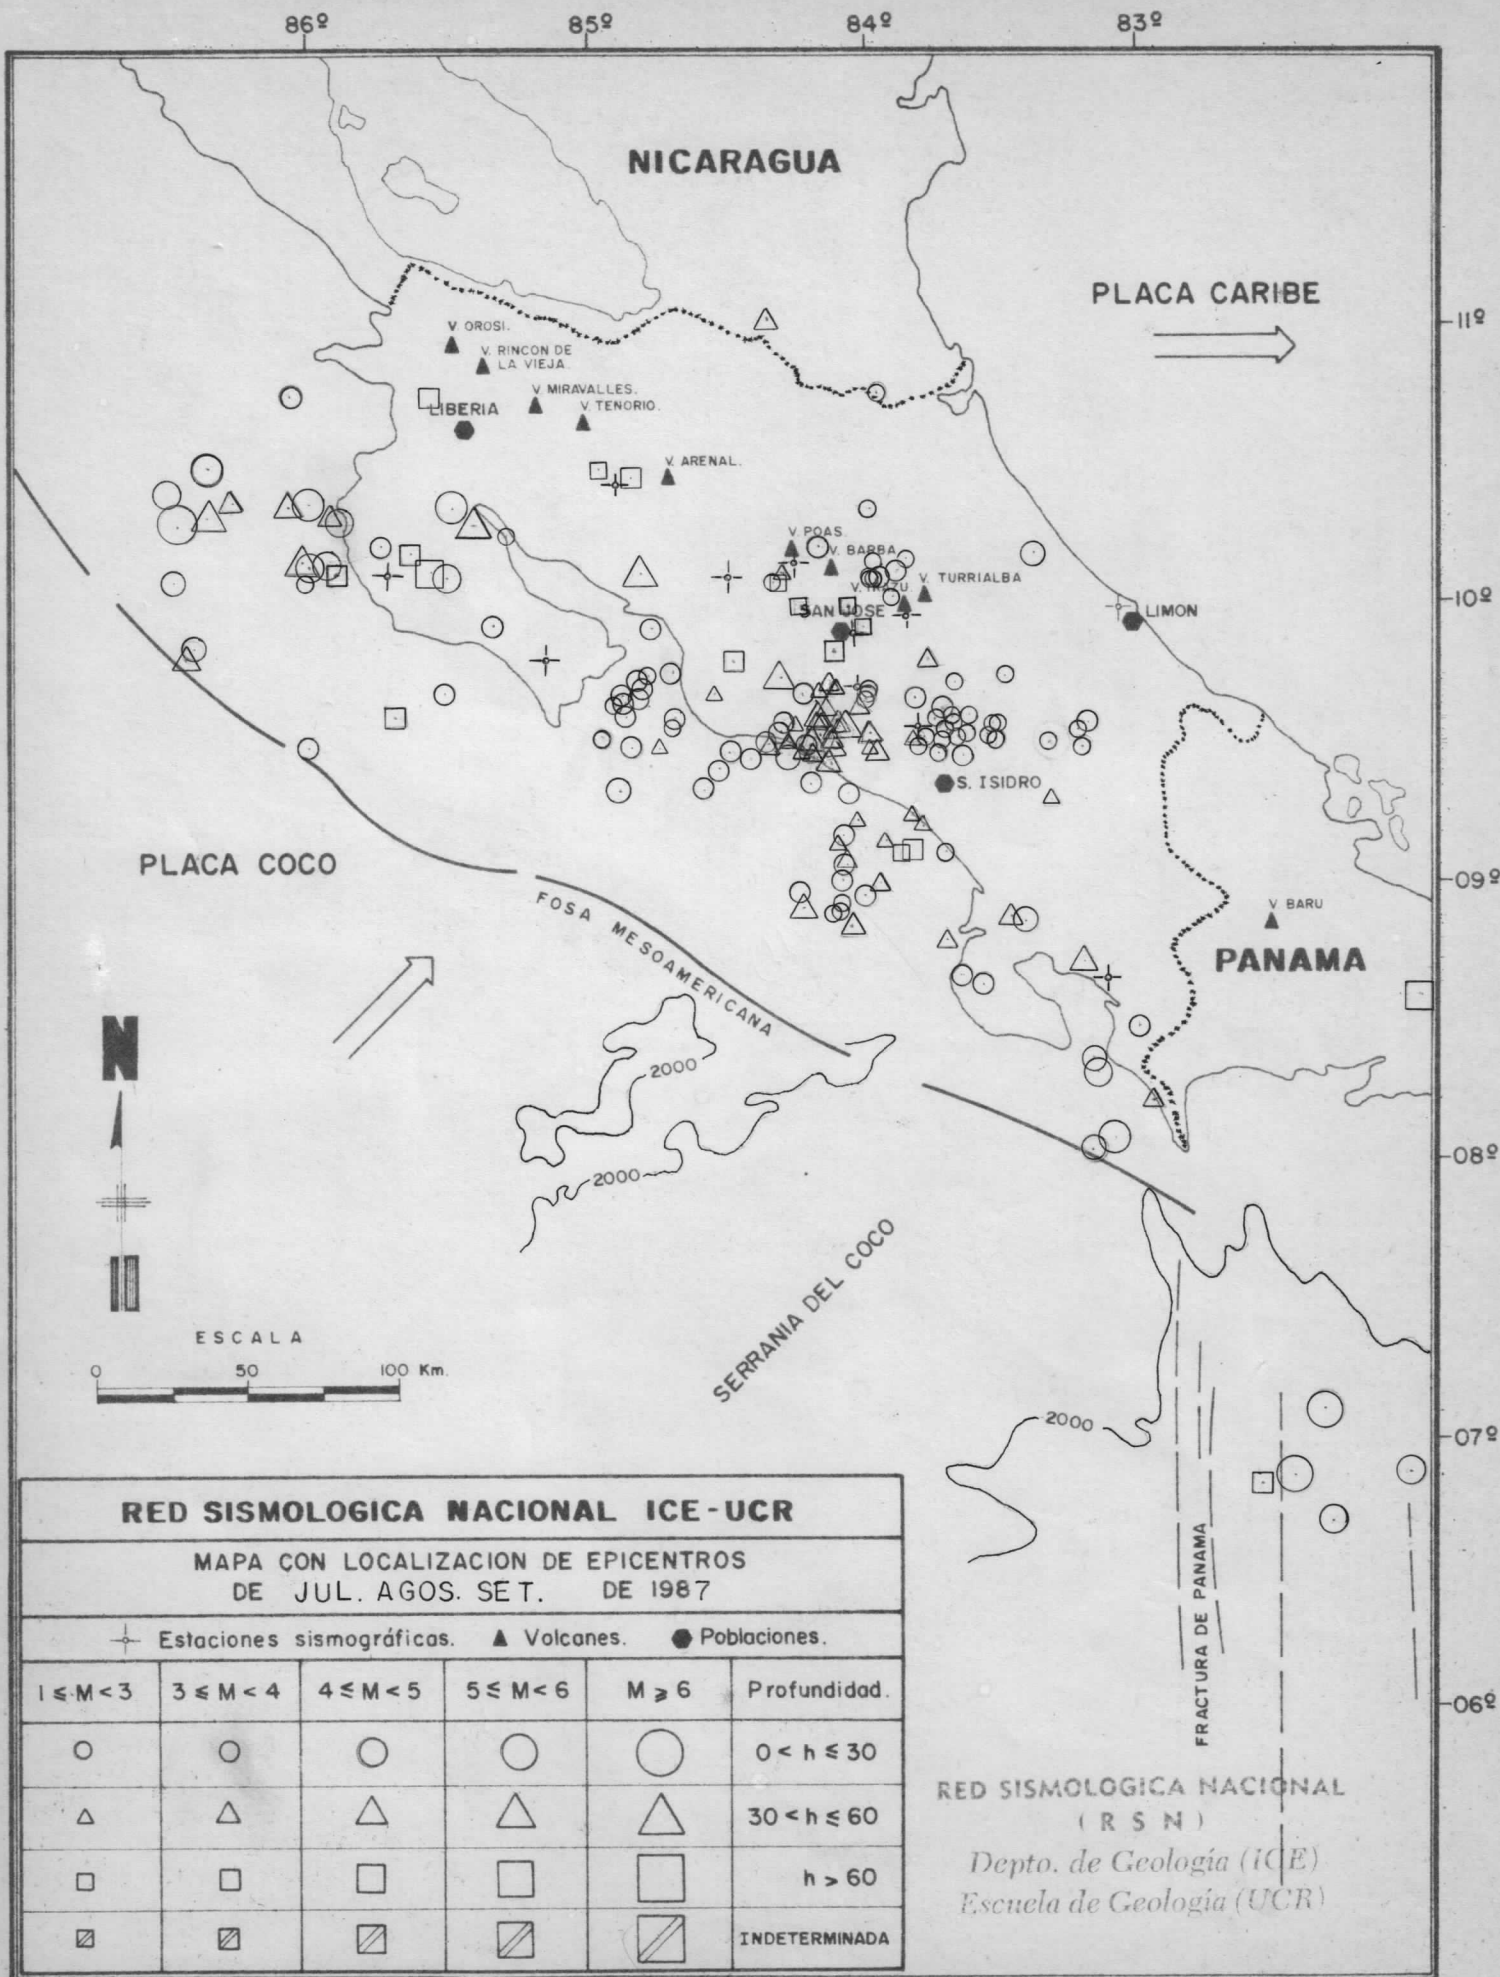 86º 85º 84º 83º
NICARAGUA
PLACA CARIBE
11º
V. OROSI.
V. RINCON DE
LA VIEJA.
V. MIRAVALLES.
LIBERIA
V. TENORIO.
V. ARENAL.
V. POAS.
V. BARBA
V. TURRIALBA
V. IRAZU
10º
SAN JOSE
LIMON
S. ISIDRO
PLACA COCO
09º
FOSA MESOAMERICANA
V. BARU
PANAMA
N
2000
08º
2000
SERRANIA DEL COCO
ESCALA
0 50 100 Km.
2000
07º
FRACTURA DE PANAMA
06º
RED SISMOLOGICA NACIONAL ICE-UCR
MAPA CON LOCALIZACION DE EPICENTROS
DE JUL. AGOS. SET. DE 1987
Estaciones sismográficas. Volcanes. Poblaciones.
1 ≤ M < 3 3 ≤ M < 4 4 ≤ M < 5 5 ≤ M < 6 M ≥ 6 Profundidad.
0 < h ≤ 30
30 < h ≤ 60
h > 60
INDETERMINADA
RED SISMOLOGICA NACIONAL
( R S N )
Depto. de Geología (ICE)
Escuela de Geología (UCR)